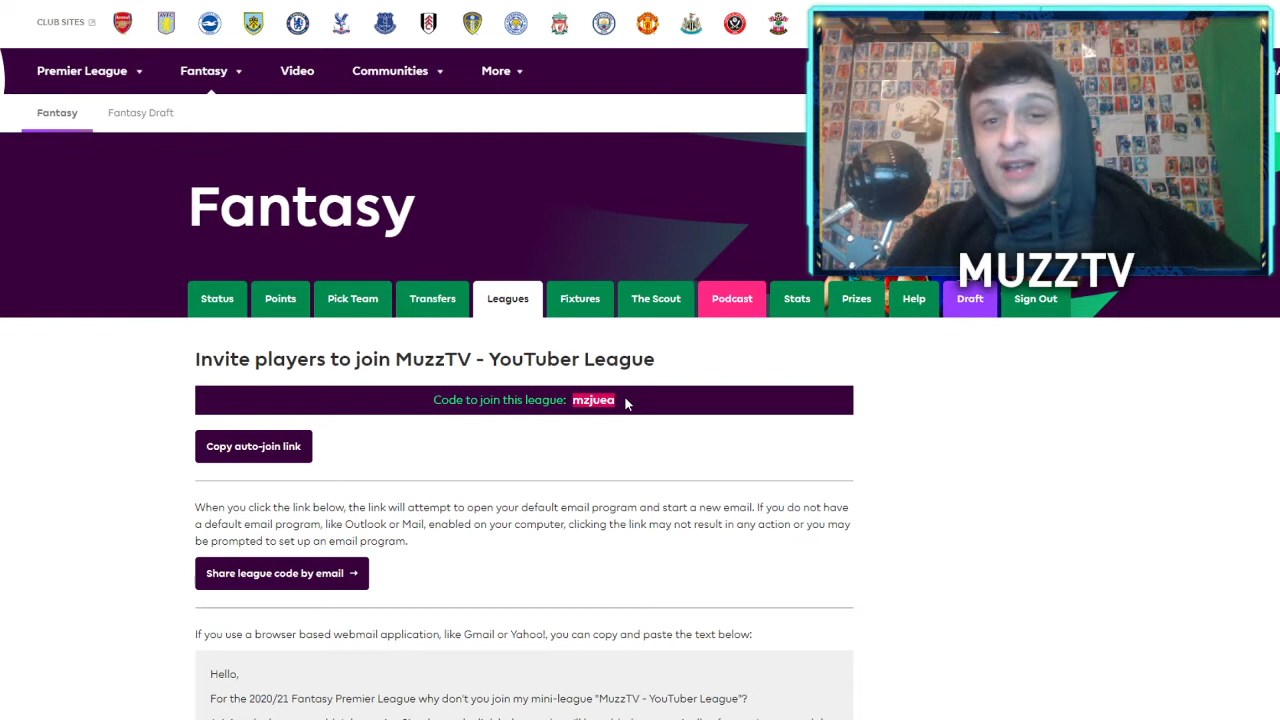 CLUB SITES
Premier League
Fantasy
Video
Communities
More
Fantasy
Fantasy Draft
94
Fantasy
MUZZTV
Status
Points
Pick Team
Transfers
Leagues
Fixtures
The Scout
Podcast
Stats
Prizes
Help
Draft
Sign Out
Invite players to join MuzzTV - YouTuber League
Code to join this league: mzjuea
Copy auto-join link
When you click the link below, the link will attempt to open your default email program and start a new email. If you do not have
a default email program, like Outlook or Mail, enabled on your computer, clicking the link may not result in any action or you may
be prompted to set up an email program.
Share league code by email →
If you use a browser based webmail application, like Gmail or Yahoo!, you can copy and paste the text below:
Hello,
For the 2020/21 Fantasy Premier League why don't you join my mini-league "MuzzTV - YouTuber League"?